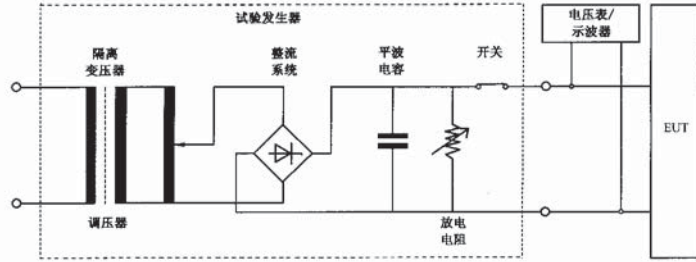 试验发生器
电压表/
示波器
隔离
变压器
整流
系统
平波
电容
开关
EUT
调压器
放电
电阻